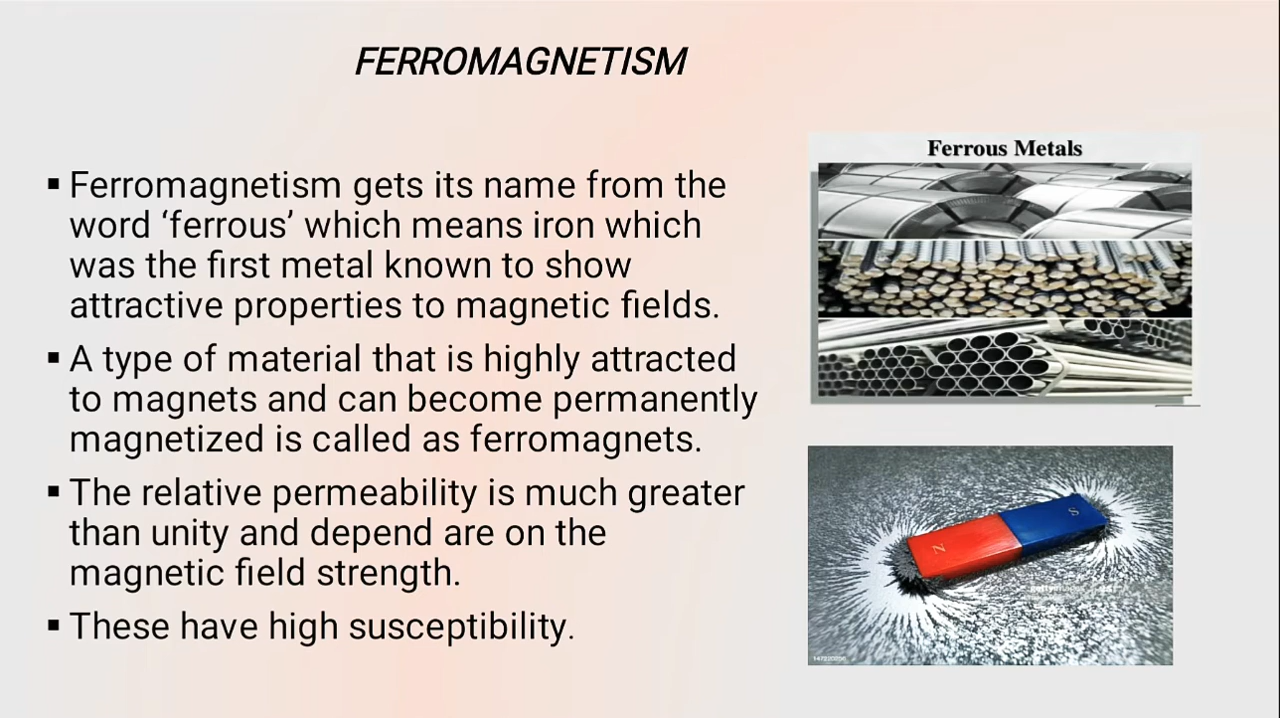 FERROMAGNETISM
▪ Ferromagnetism gets its name from the
word ‘ferrous’ which means iron which
was the first metal known to show
attractive properties to magnetic fields.
▪ A type of material that is highly attracted
to magnets and can become permanently
magnetized is called as ferromagnets.
▪ The relative permeability is much greater
than unity and depend are on the
magnetic field strength.
▪ These have high susceptibility.
Ferrous Metals
N
S